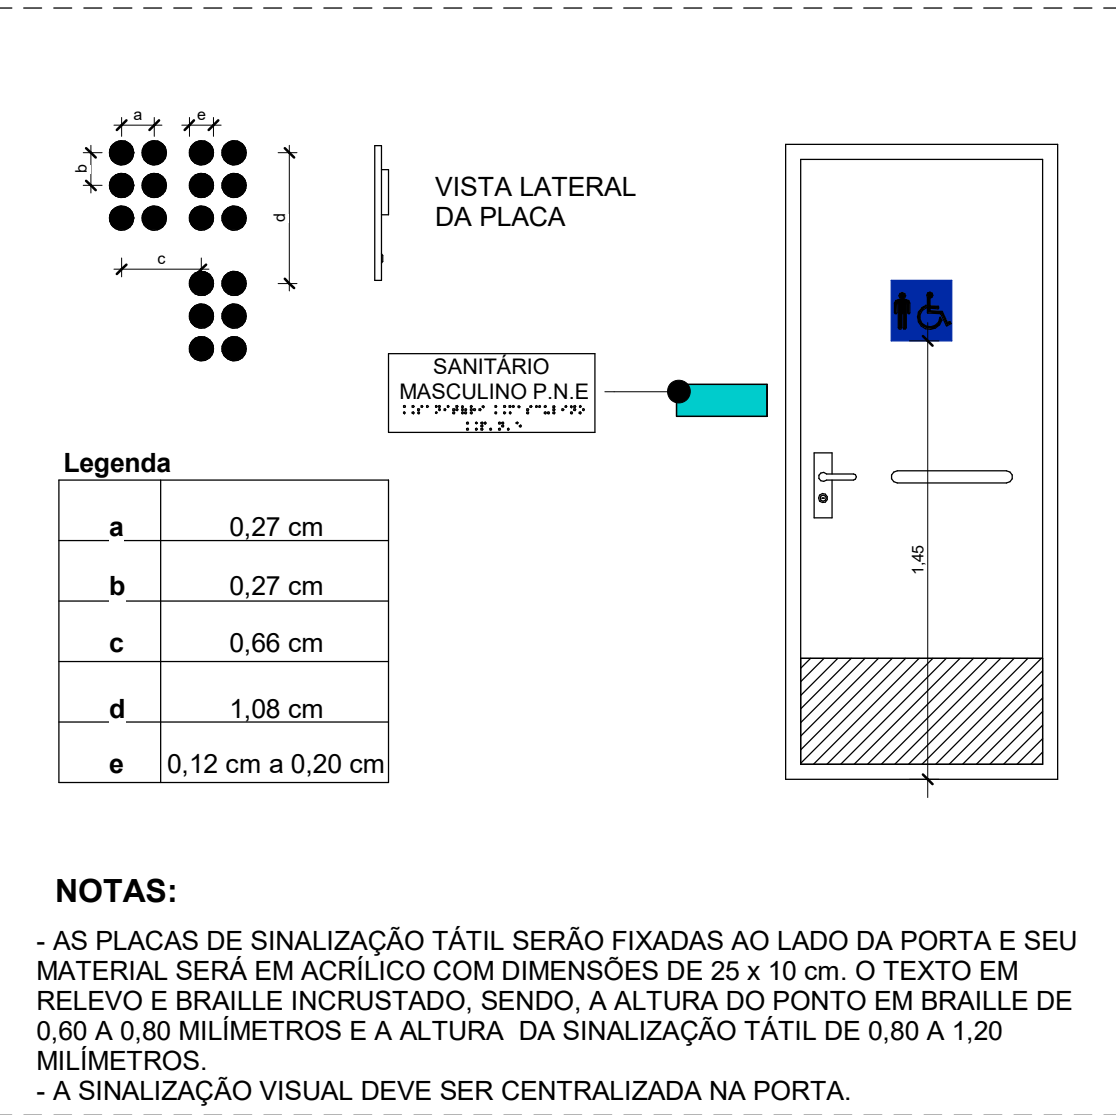 a
e
b
d
c
VISTA LATERAL
DA PLACA
SANITÁRIO
MASCULINO P.N.E
1,45
Legenda
a 0,27 cm
b 0,27 cm
c 0,66 cm
d 1,08 cm
e 0,12 cm a 0,20 cm
NOTAS:
- AS PLACAS DE SINALIZAÇÃO TÁTIL SERÃO FIXADAS AO LADO DA PORTA E SEU
MATERIAL SERÁ EM ACRÍLICO COM DIMENSÕES DE 25 x 10 cm. O TEXTO EM
RELEVO E BRAILLE INCRUSTADO, SENDO, A ALTURA DO PONTO EM BRAILLE DE
0,60 A 0,80 MILÍMETROS E A ALTURA  DA SINALIZAÇÃO TÁTIL DE 0,80 A 1,20
MILÍMETROS.
- A SINALIZAÇÃO VISUAL DEVE SER CENTRALIZADA NA PORTA.